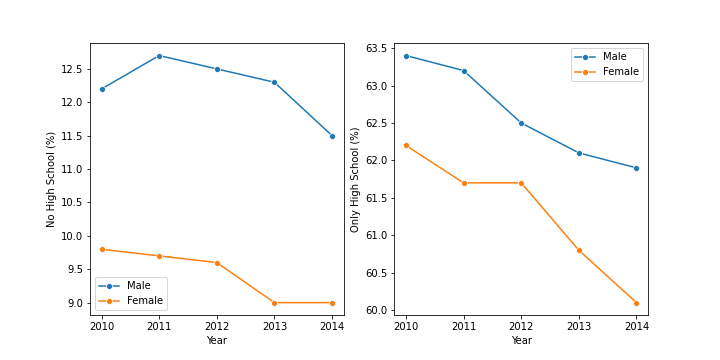 No High School (%)
12.5
12.0
11.5
11.0
10.5
10.0
9.5
9.0
Male
Female
2010 2011 2012 2013 2014
Year
Only High School (%)
63.5
63.0
62.5
62.0
61.5
61.0
60.5
60.0
Male
Female
2010 2011 2012 2013 2014
Year